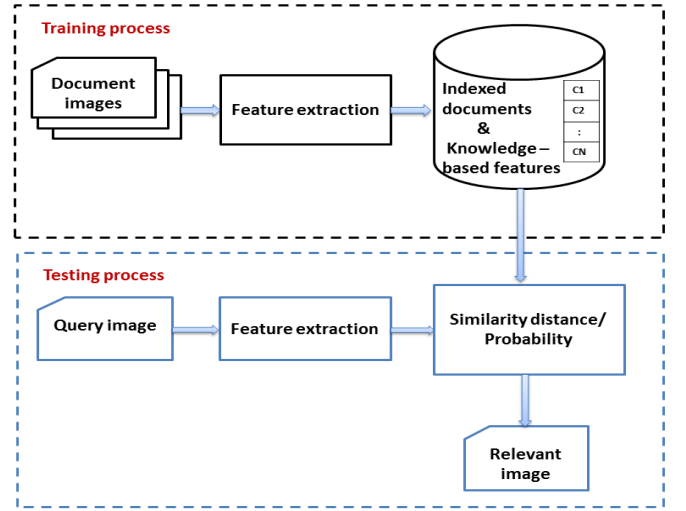 Training process
Document
images
Feature extraction
Indexed
documents
&
Knowledge–
based features
C1
C2
:
CN
Testing process
Query image
Feature extraction
Similarity distance/
Probability
Relevant
image